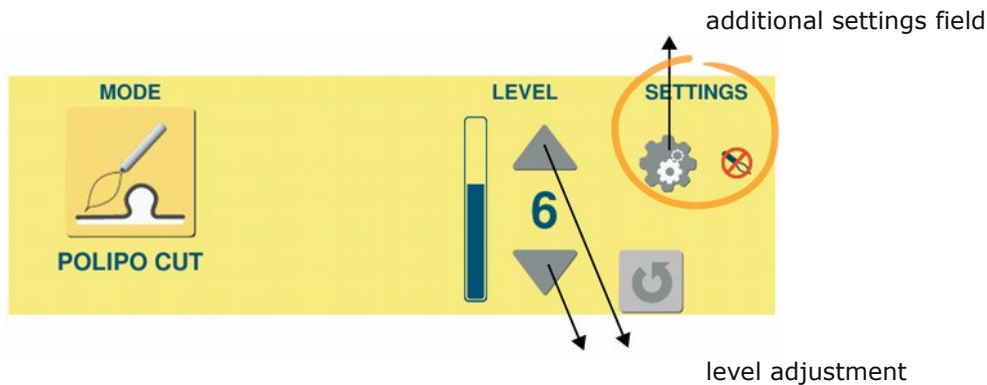 additional settings field
MODE
LEVEL
SETTINGS
6
POLIPO CUT
level adjustment